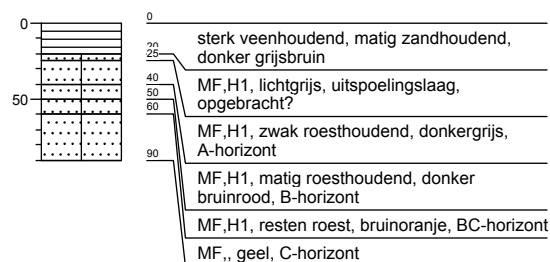 0
0
sterk veenhoudend, matig zandhoudend,
donker grijsbruin
20
25
MF,H1, lichtgrijs, uitspoelingslaag,
opgebracht?
40
50
50
60
MF,H1, zwak roesthoudend, donkergrijs,
A-horizont
90
MF,H1, matig roesthoudend, donker
bruinrood, B-horizont
MF,H1, resten roest, bruinoranje, BC-horizont
MF,, geel, C-horizont